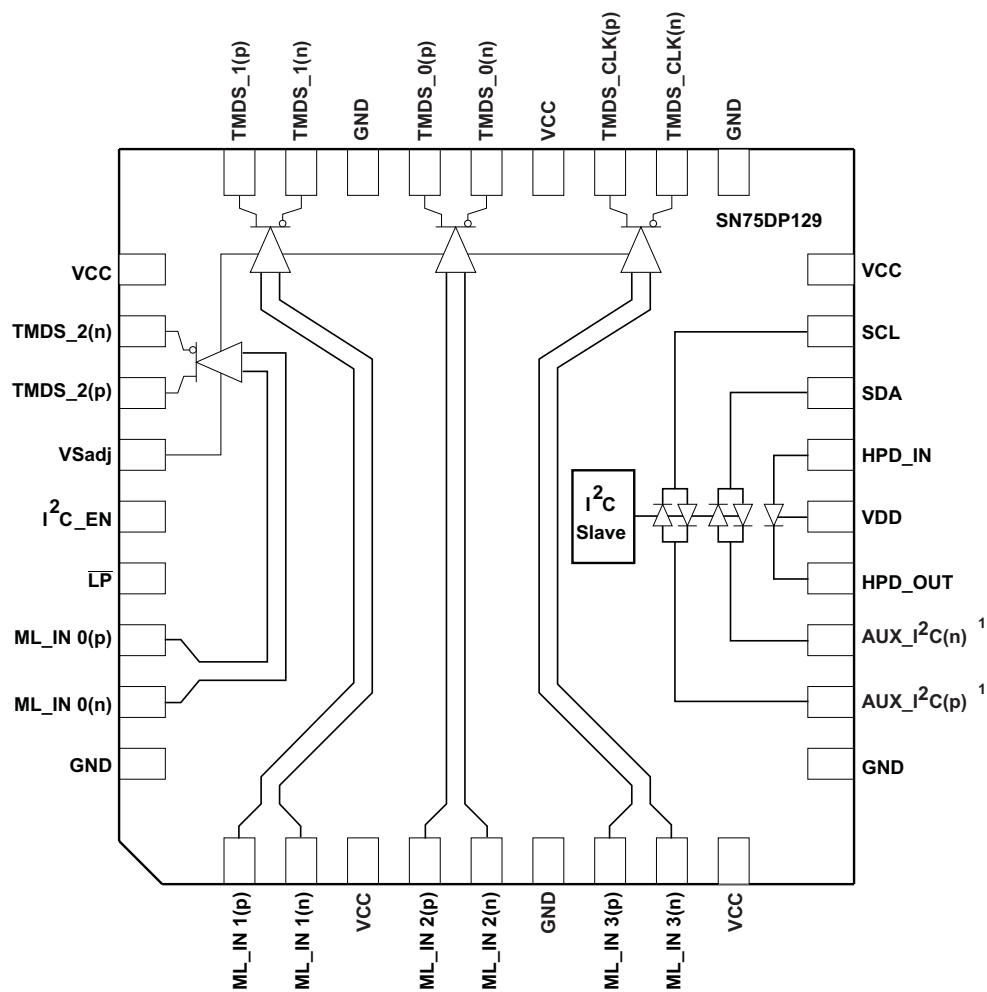 TMDS_1(p)
TMDS_1(n)
GND
TMDS_0(p)
TMDS_0(n)
VCC
TMDS_CLK(p)
TMDS_CLK(n)
GND
SN75DP129
VCC
TMDS_2(n)
TMDS_2(p)
VSadj
I²C_EN
L̅P̅
ML_IN 0(p)
ML_IN 0(n)
GND
I²C
Slave
VCC
SCL
SDA
HPD_IN
VDD
HPD_OUT
AUX_I²C(n) ¹
AUX_I²C(p) ¹
GND
ML_IN 1(p)
ML_IN 1(n)
VCC
ML_IN 2(p)
ML_IN 2(n)
GND
ML_IN 3(p)
ML_IN 3(n)
VCC